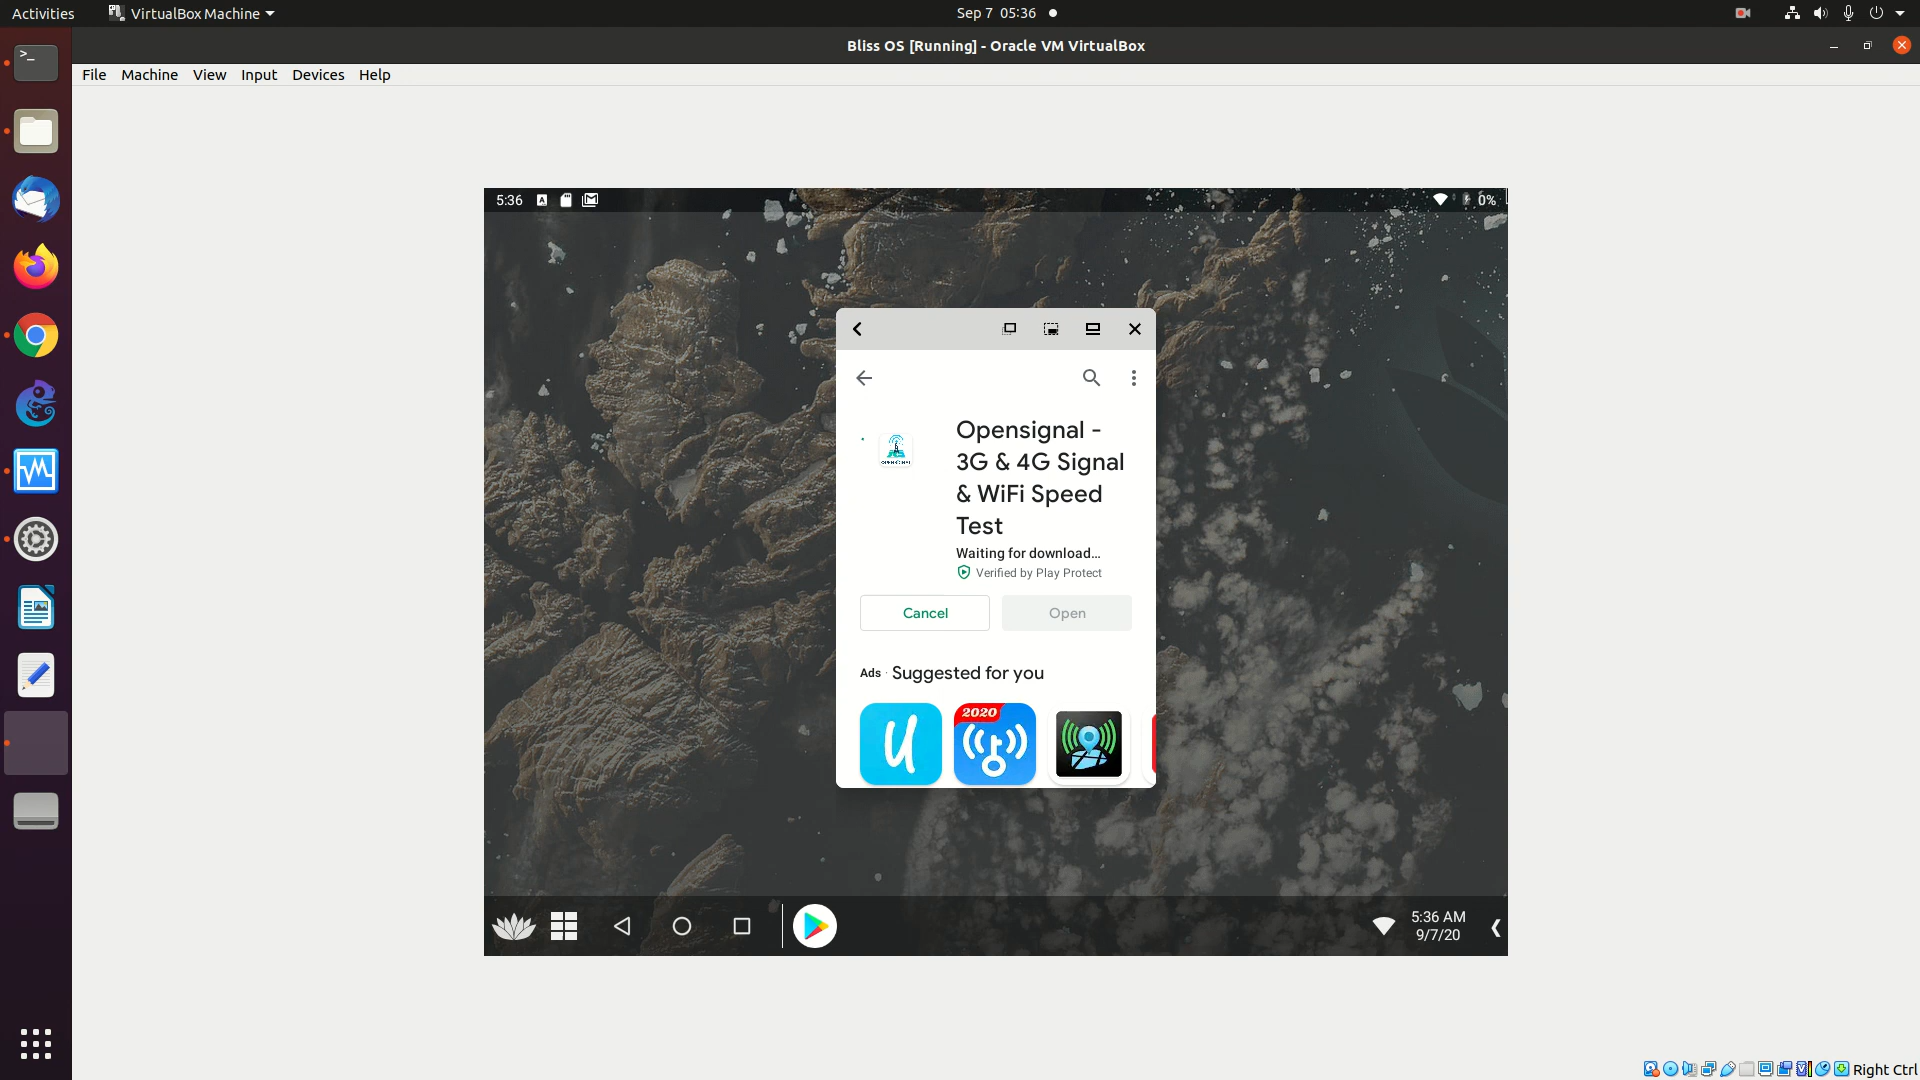 Activities
VirtualBox Machine
Sep 7 05:36
Bliss OS [Running] - Oracle VM VirtualBox
File Machine View Input Devices Help
5:36
0%
Opensignal -
3G & 4G Signal
& WiFi Speed
Test
Waiting for download...
Verified by Play Protect
Cancel
Open
Ads · Suggested for you
2020
5:36 AM
9/7/20
Right Ctrl